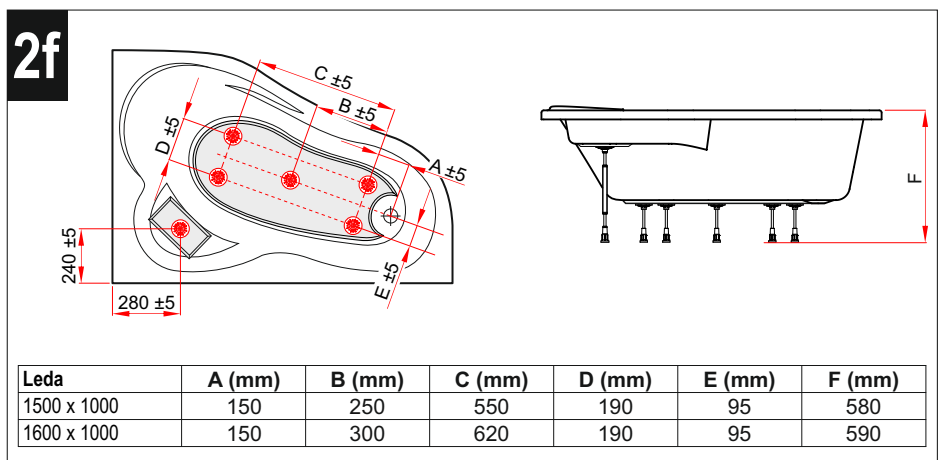 2f
C ±5
B ±5
D ±5
A ±5
E ±5
240 ±5
280 ±5
F
Leda A (mm) B (mm) C (mm) D (mm) E (mm) F (mm)
1500 x 1000 150 250 550 190 95 580
1600 x 1000 150 300 620 190 95 590